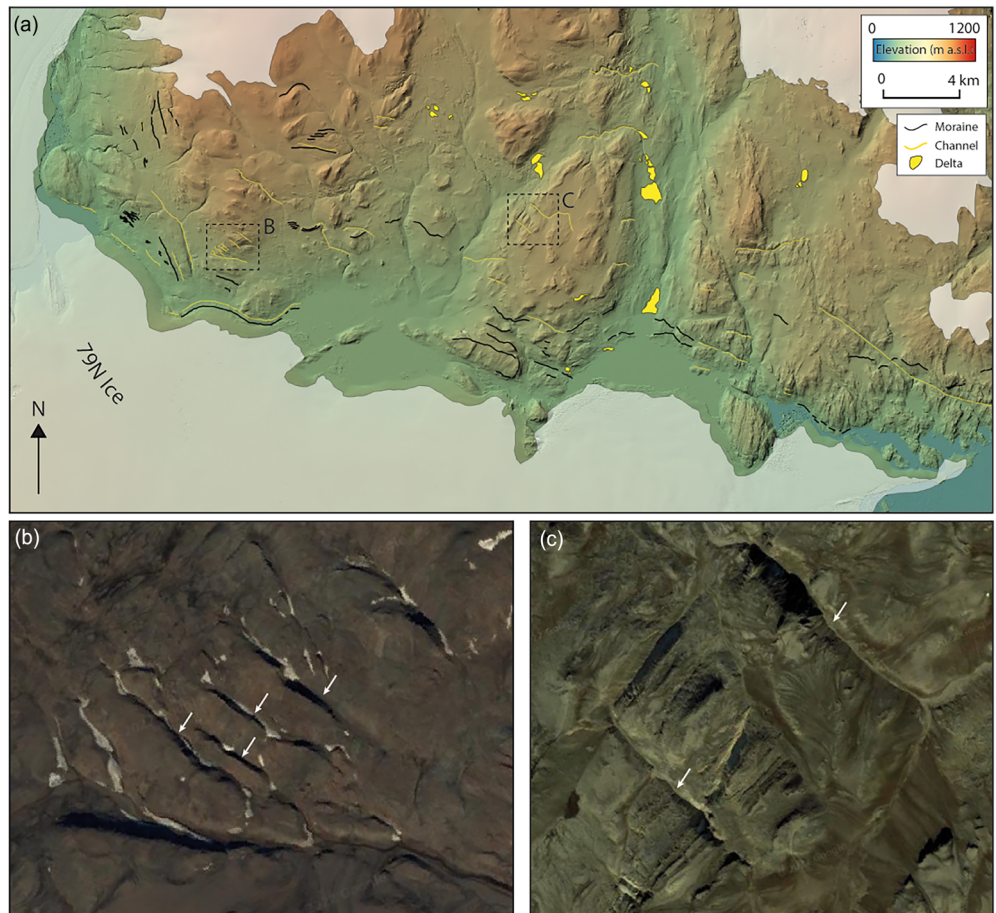 (a)
0 1200
Elevation (m a.s.l.)
0 4 km
Moraine
Channel
Delta
B
C
79N Ice
N
(b)
(c)